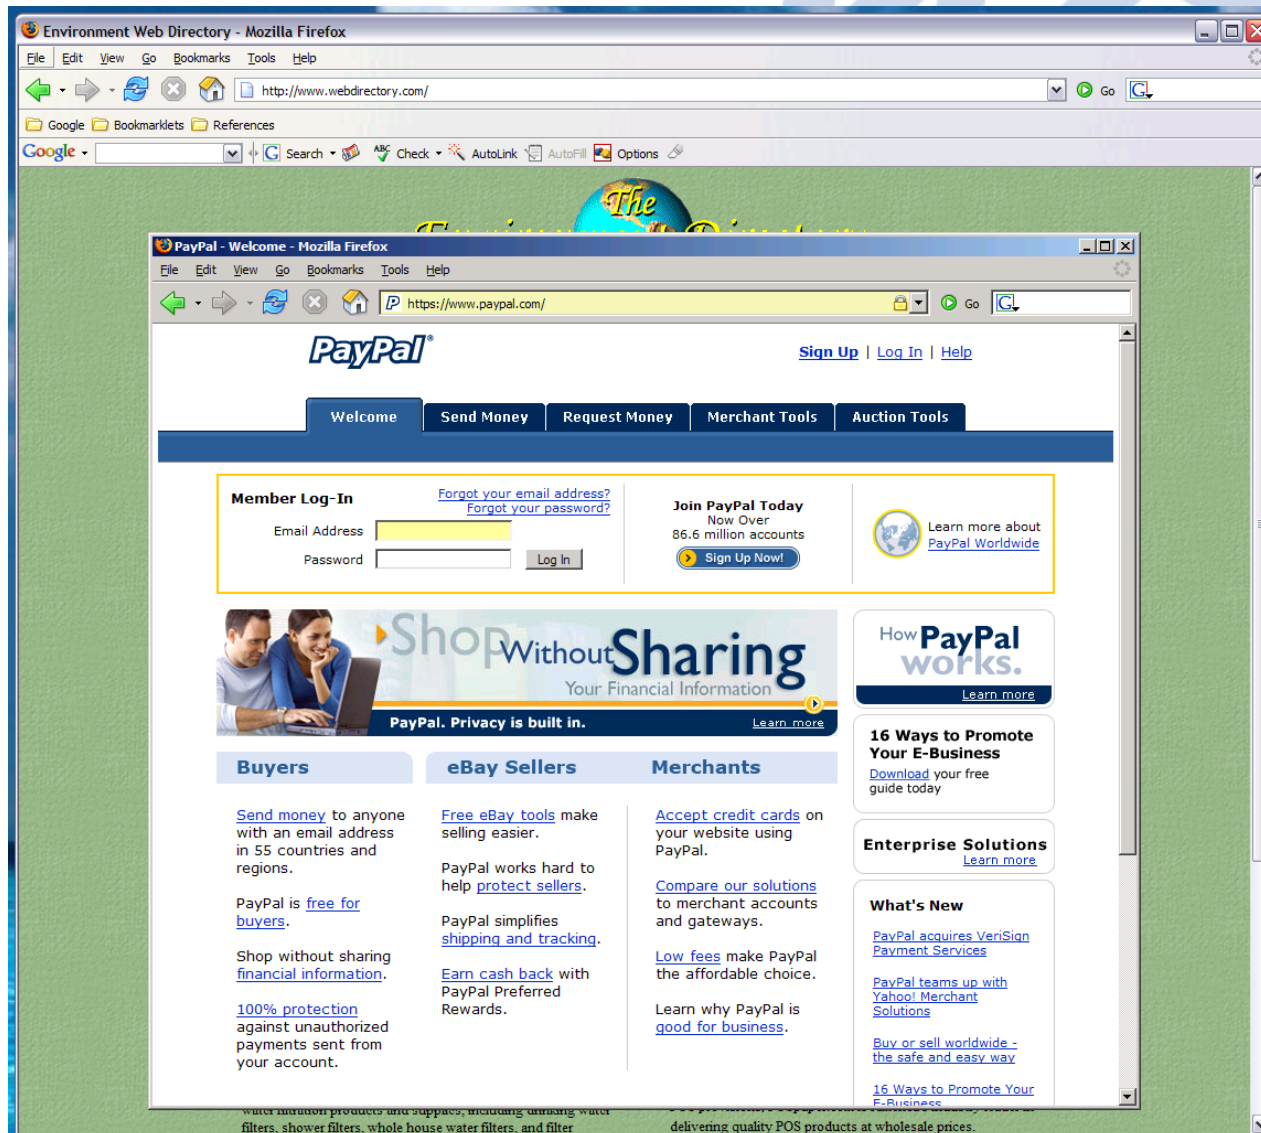 Environment Web Directory - Mozilla Firefox
File Edit View Go Bookmarks Tools Help
http://www.webdirectory.com/ Go G
Google Bookmarklets References
Google Search ABC Check AutoLink AutoFill Options
The
PayPal - Welcome - Mozilla Firefox
File Edit View Go Bookmarks Tools Help
https://www.paypal.com/ Go G
PayPal®
Sign Up | Log In | Help
Welcome Send Money Request Money Merchant Tools Auction Tools
Member Log-In
Forgot your email address?
Forgot your password?
Email Address
Password Log In
Join PayPal Today
Now Over
86.6 million accounts
Sign Up Now!
Learn more about
PayPal Worldwide
Shop Without Sharing
Your Financial Information
PayPal. Privacy is built in. Learn more
How PayPal
works.
Learn more
16 Ways to Promote
Your E-Business
Download your free
guide today
Enterprise Solutions
Learn more
What's New
PayPal acquires VeriSign
Payment Services
PayPal teams up with
Yahoo! Merchant
Solutions
Buy or sell worldwide -
the safe and easy way
16 Ways to Promote Your
E-Business
Buyers
Send money to anyone
with an email address
in 55 countries and
regions.
PayPal is free for
buyers.
Shop without sharing
financial information.
100% protection
against unauthorized
payments sent from
your account.
eBay Sellers
Free eBay tools make
selling easier.
PayPal works hard to
help protect sellers.
PayPal simplifies
shipping and tracking.
Earn cash back with
PayPal Preferred
Rewards.
Merchants
Accept credit cards on
your website using
PayPal.
Compare our solutions
to merchant accounts
and gateways.
Low fees make PayPal
the affordable choice.
Learn why PayPal is
good for business.
water filtration products and supplies, including drinking water
filters, shower filters, whole house water filters, and filter
delivering quality POS products at wholesale prices.